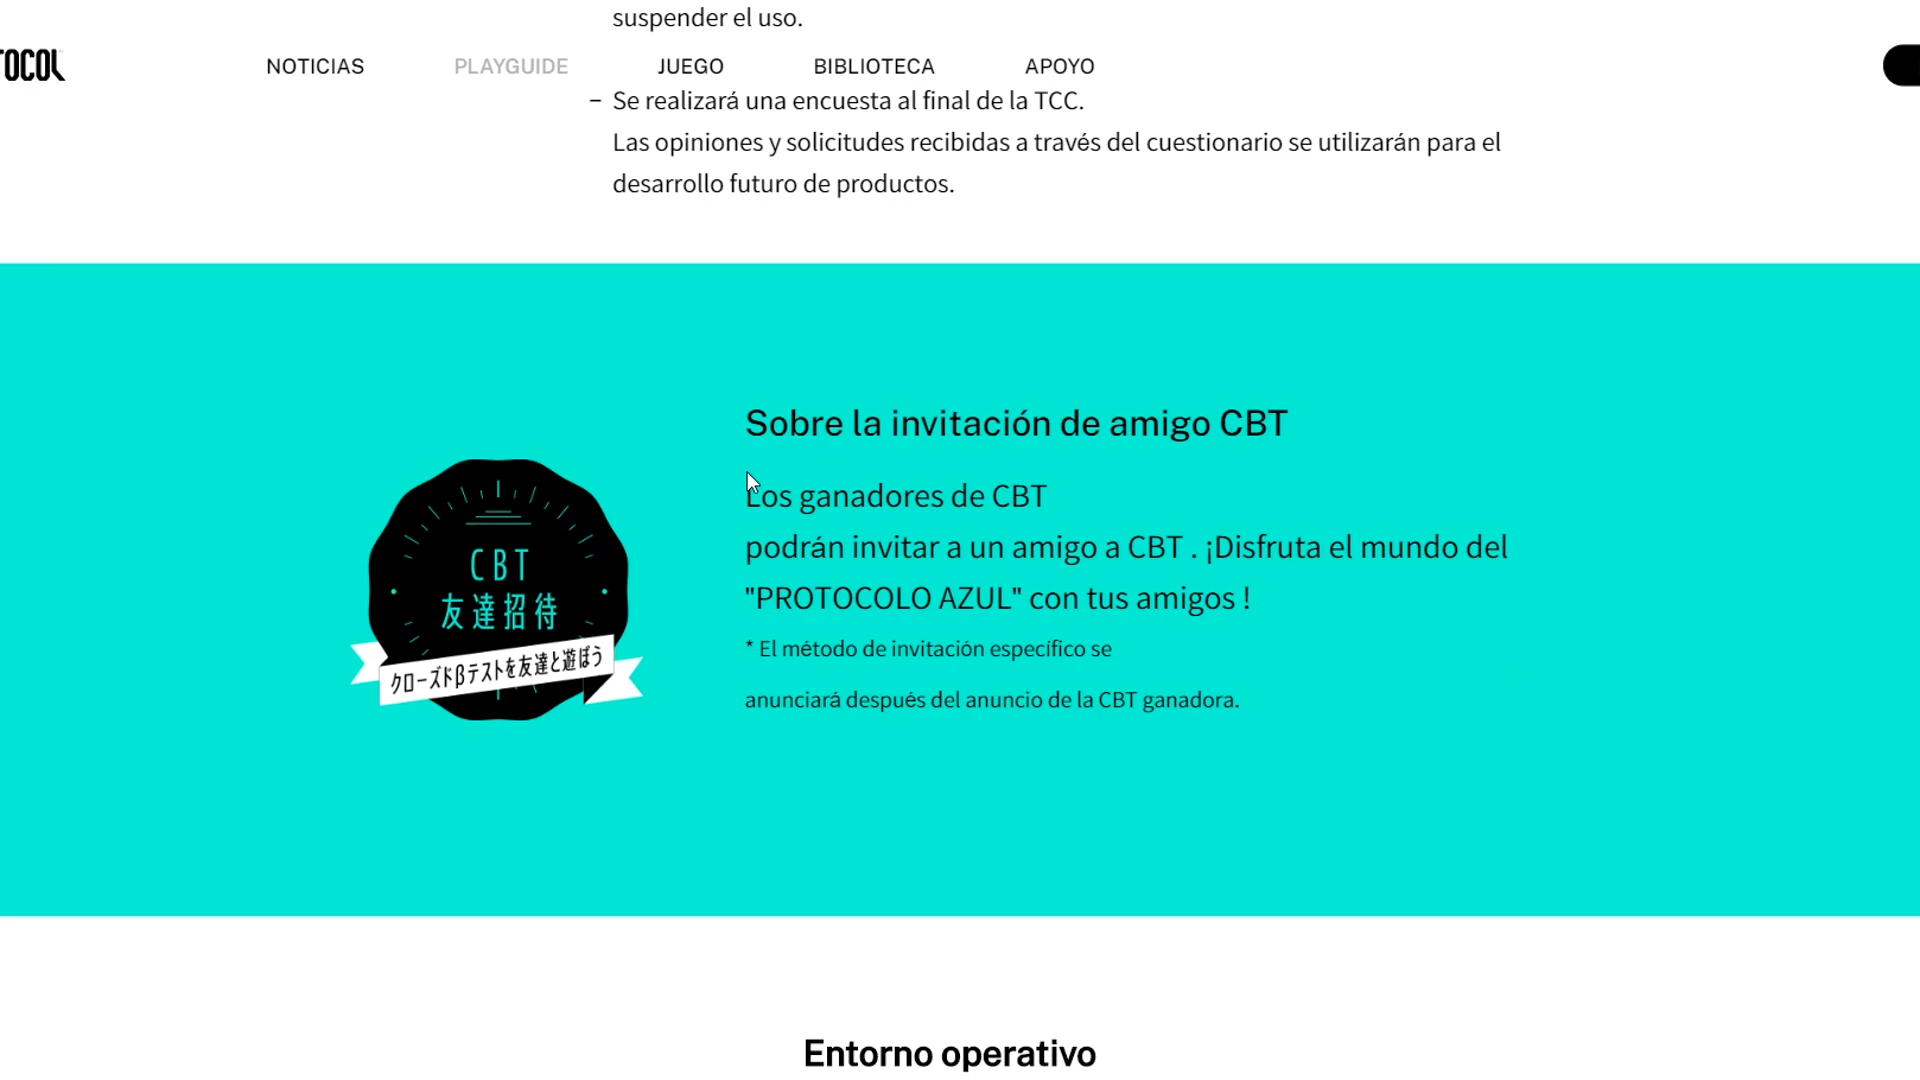 suspender el uso.
TOCOL
NOTICIAS
PLAYGUIDE
JUEGO
BIBLIOTECA
APOYO
– Se realizará una encuesta al final de la TCC.
Las opiniones y solicitudes recibidas a través del cuestionario se utilizarán para el
desarrollo futuro de productos.
Sobre la invitación de amigo CBT
Los ganadores de CBT
podrán invitar a un amigo a CBT . ¡Disfruta el mundo del
"PROTOCOLO AZUL" con tus amigos !
* El método de invitación específico se
anunciará después del anuncio de la CBT ganadora.
CBT
友達招待
クローズドβテストを友達と遊ぼう
Entorno operativo